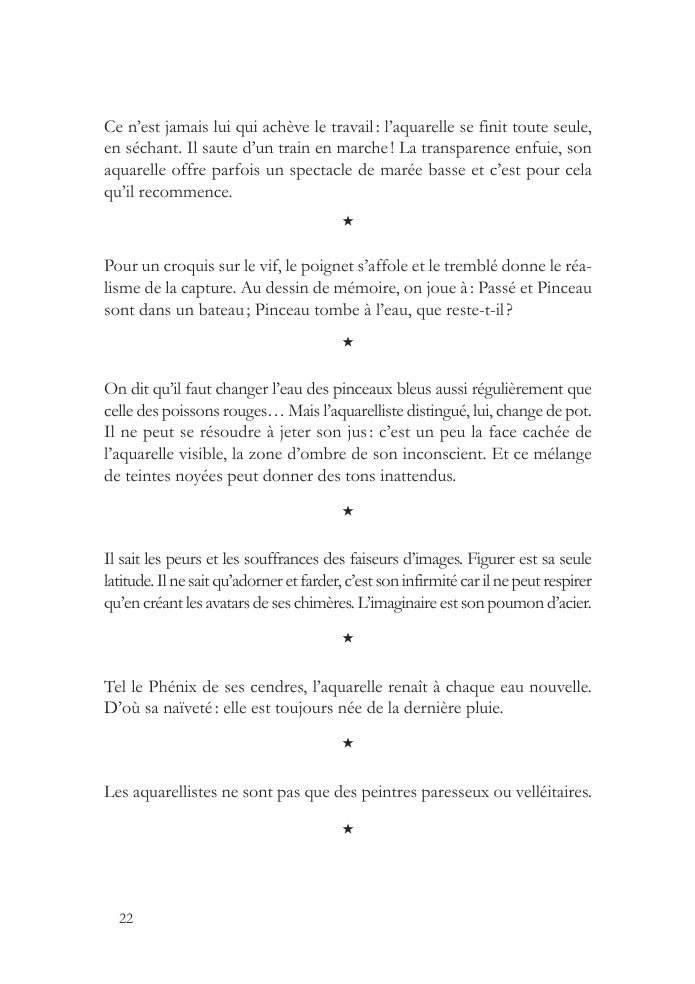 Ce n’est jamais lui qui achève le travail : l’aquarelle se finit toute seule,
en séchant. Il saute d’un train en marche ! La transparence enfuie, son
aquarelle offre parfois un spectacle de marée basse et c’est pour cela
qu’il recommence.
★
Pour un croquis sur le vif, le poignet s’affole et le tremblé donne le réa-
lisme de la capture. Au dessin de mémoire, on joue à : Passé et Pinceau
sont dans un bateau ; Pinceau tombe à l’eau, que reste-t-il ?
★
On dit qu’il faut changer l’eau des pinceaux bleus aussi régulièrement que
celle des poissons rouges… Mais l’aquarelliste distingué, lui, change de pot.
Il ne peut se résoudre à jeter son jus : c’est un peu la face cachée de
l’aquarelle visible, la zone d’ombre de son inconscient. Et ce mélange
de teintes noyées peut donner des tons inattendus.
★
Il sait les peurs et les souffrances des faiseurs d’images. Figurer est sa seule
latitude. Il ne sait qu’adorner et farder, c’est son infirmité car il ne peut respirer
qu’en créant les avatars de ses chimères. L’imaginaire est son poumon d’acier.
★
Tel le Phénix de ses cendres, l’aquarelle renaît à chaque eau nouvelle.
D’où sa naïveté : elle est toujours née de la dernière pluie.
★
Les aquarellistes ne sont pas que des peintres paresseux ou velléitaires.
★
22